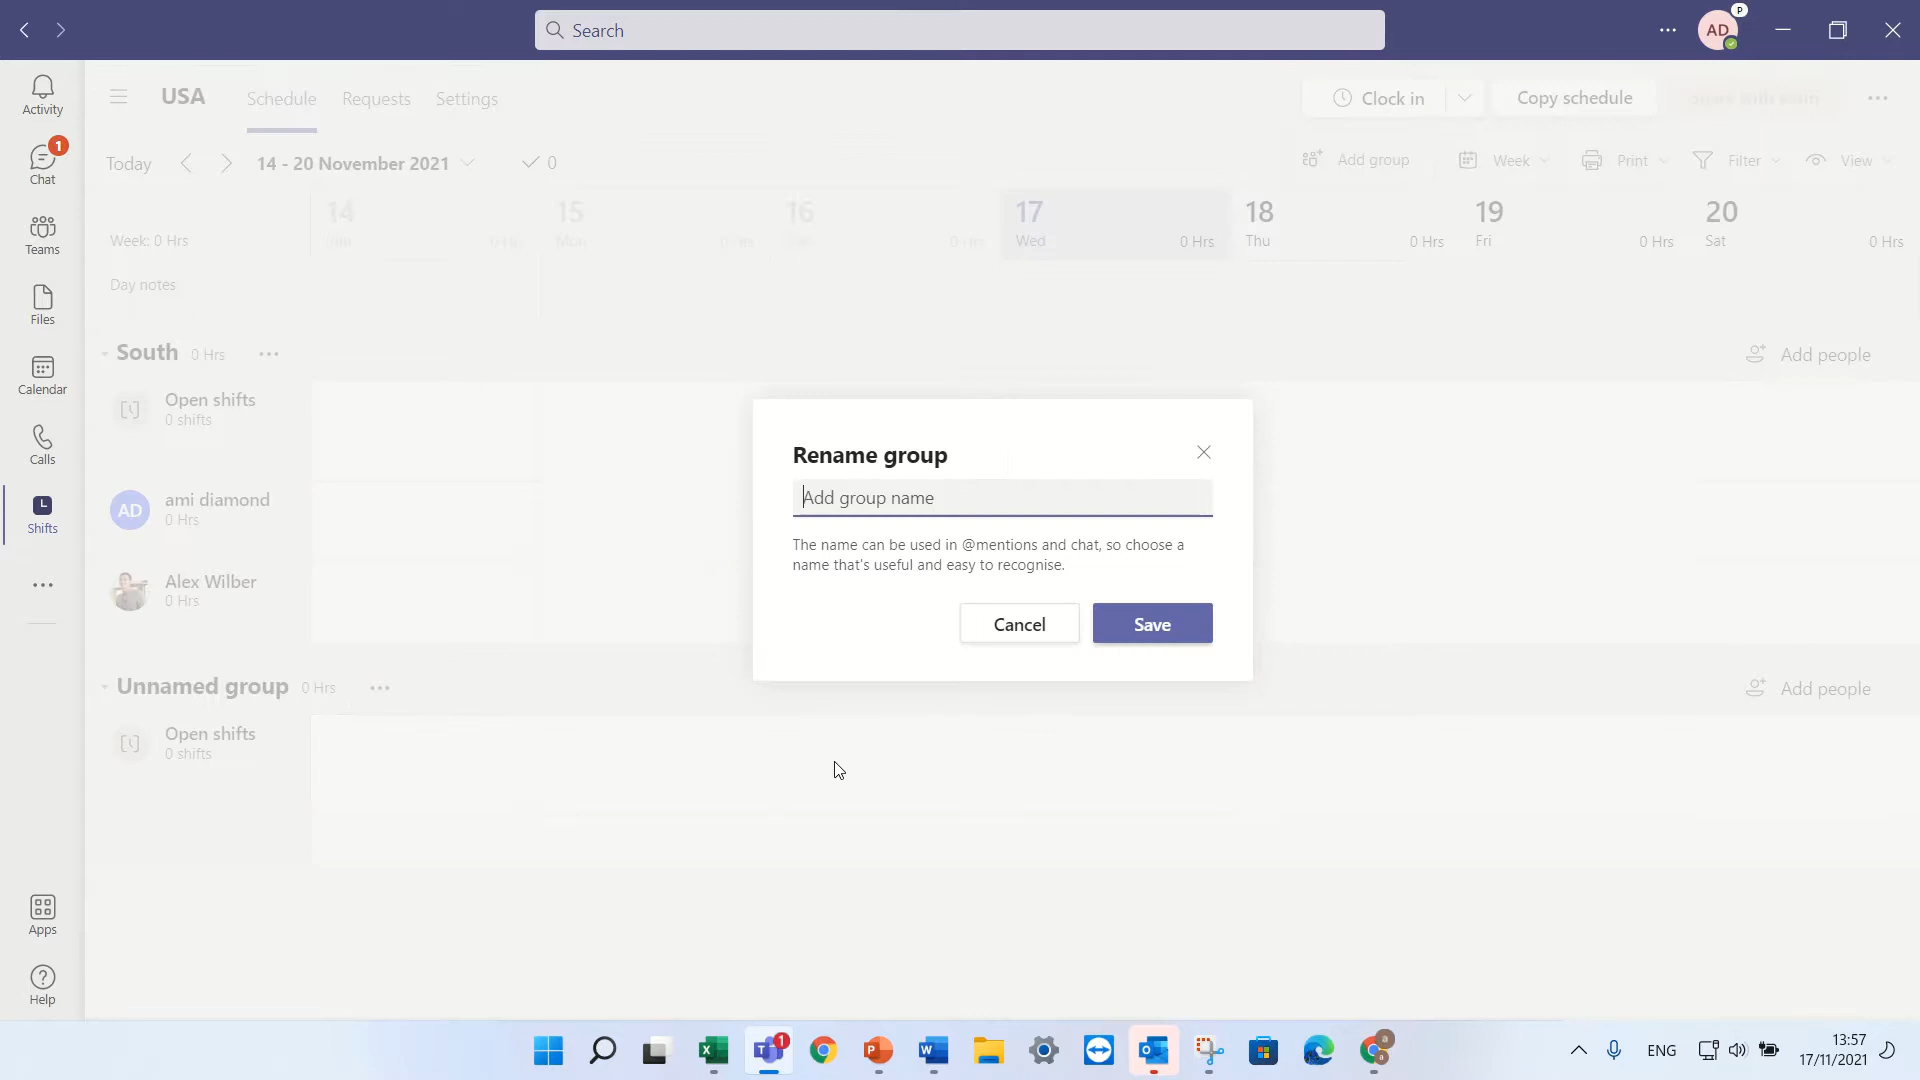 Search
AD
P
Activity
1
Chat
Teams
Files
Calendar
Calls
Shifts
Apps
Help
USA
Schedule
Requests
Settings
Clock in
Copy schedule
Today
14 - 20 November 2021
0
Add group
Week
Print
Filter
View
Week: 0 Hrs
14
15
Mon
16
17
Wed
0 Hrs
18
Thu
0 Hrs
19
Fri
0 Hrs
20
Sat
0 Hrs
Day notes
South 0 Hrs
Add people
Open shifts
0 shifts
AD
ami diamond
0 Hrs
Alex Wilber
0 Hrs
Unnamed group 0 Hrs
Add people
Open shifts
0 shifts
Rename group
Add group name
The name can be used in @mentions and chat, so choose a
name that's useful and easy to recognise.
Cancel
Save
1
ENG
13:57
17/11/2021